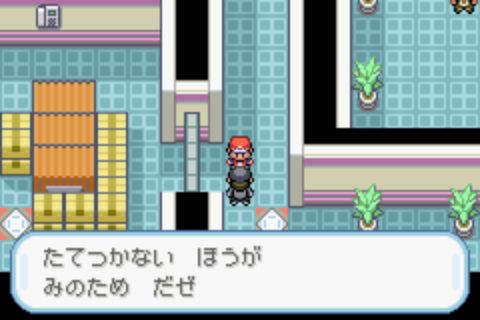 たてつかない　ほうが
みのため　だぜ